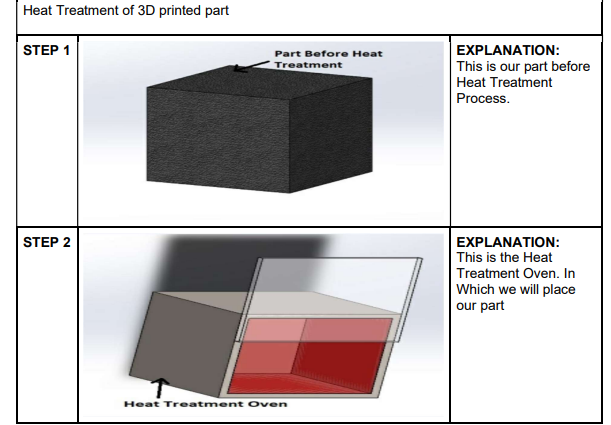 Heat Treatment of 3D printed part
STEP 1
Part Before Heat
Treatment
EXPLANATION:
This is our part before
Heat Treatment
Process.
STEP 2
Heat Treatment Oven
EXPLANATION:
This is the Heat
Treatment Oven. In
Which we will place
our part